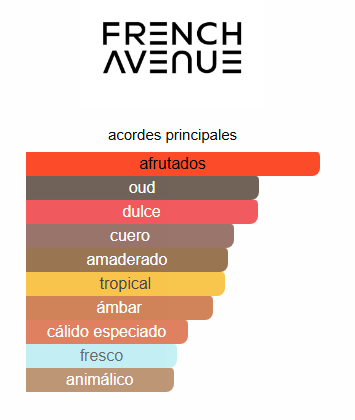 FRENCH
AVENUE
acordes principales
afrutados
oud
dulce
cuero
amaderado
tropical
ámbar
cálido especiado
fresco
animálico